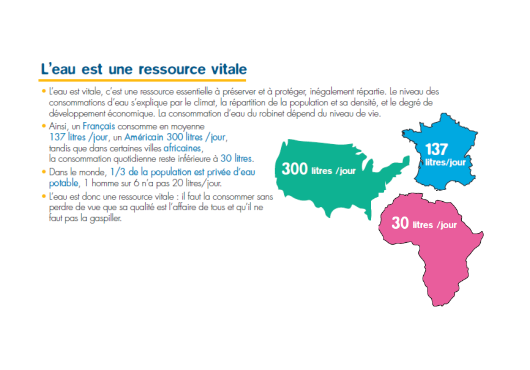 L'eau est une ressource vitale
• L'eau est vitale, c'est une ressource essentielle à préserver et à protéger, inégalement répartie. Le niveau des
consommations d'eau s'explique par le climat, la répartition de la population et sa densité, et le degré de
développement économique. La consommation d'eau du robinet dépend du niveau de vie.
• Ainsi, un Français consomme en moyenne
137 litres /jour, un Américain 300 litres /jour,
tandis que dans certaines villes africaines,
la consommation quotidienne reste inférieure à 30 litres.
• Dans le monde, 1/3 de la population est privée d'eau
potable, 1 homme sur 6 n'a pas 20 litres/jour.
• L'eau est donc une ressource vitale : il faut la consommer sans
perdre de vue que sa qualité est l'affaire de tous et qu'il ne
faut pas la gaspiller.
137
litres/jour
300 litres /jour
30 litres /jour